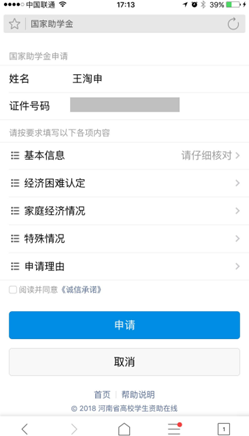 中国联通 17:13 39%
国家助学金
国家助学金申请
姓名 王淘申
证件号码
请按要求填写以下各项内容
基本信息 请仔细核对
经济困难认定
家庭经济情况
特殊情况
申请理由
阅读并同意《诚信承诺》
申请
取消
首页 | 帮助说明
© 2018 河南省高校学生资助在线
1